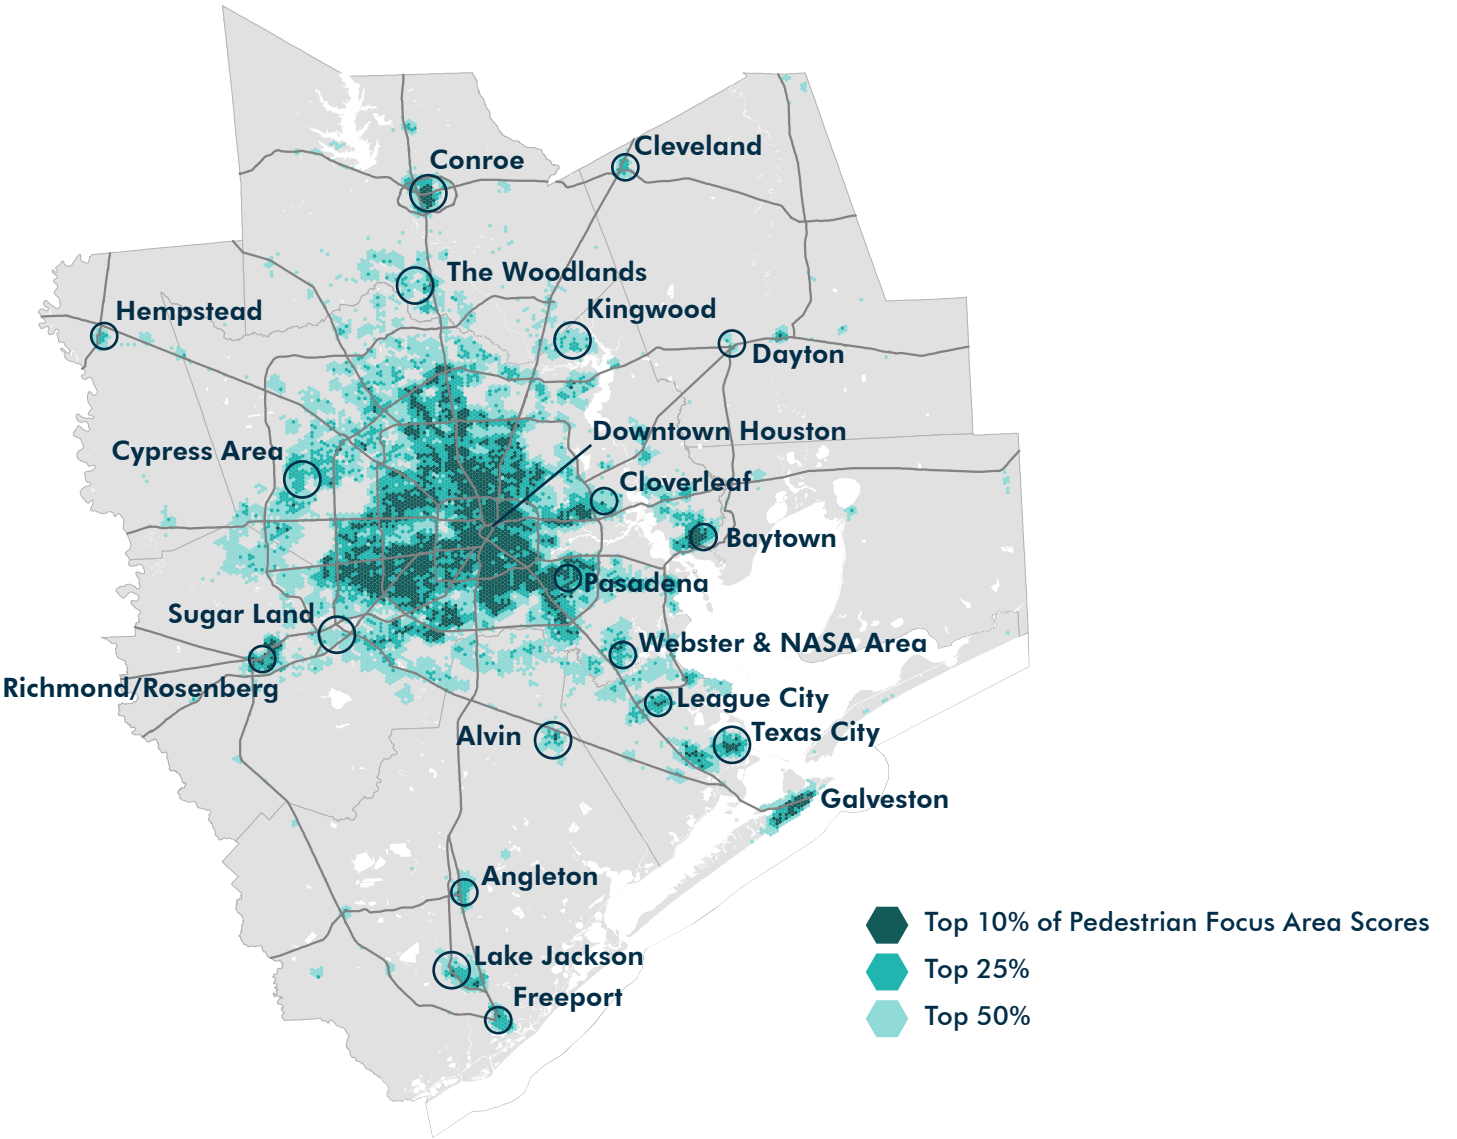 Cleveland
Conroe
The Woodlands
Kingwood
Hempstead
Dayton
Downtown Houston
Cypress Area
Cloverleaf
Baytown
Pasadena
Sugar Land
Webster & NASA Area
Richmond/Rosenberg
League City
Alvin
Texas City
Galveston
Angleton
Lake Jackson
Freeport
Top 10% of Pedestrian Focus Area Scores
Top 25%
Top 50%